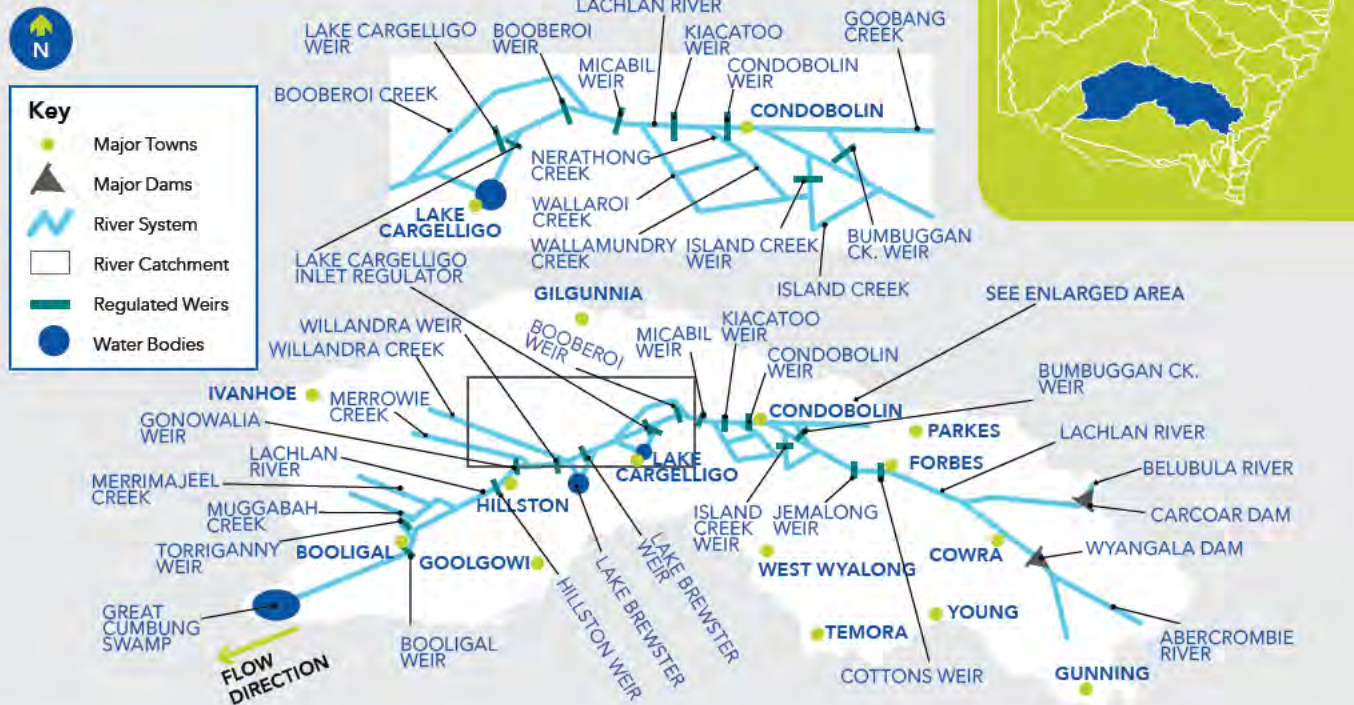 N
Key
Major Towns
Major Dams
River System
River Catchment
Regulated Weirs
Water Bodies
LAKE CARGELLIGO
WEIR
BOOBEROI
WEIR
LACHLAN RIVER
MICABIL
WEIR
KIACATOO
WEIR
CONDOBOLIN
WEIR
GOOBANG
CREEK
BOOBEROI CREEK
CONDOBOLIN
NERATHONG
CREEK
WALLAROI
CREEK
WALLAMUNDRY
CREEK
ISLAND CREEK
WEIR
BUMBUGGAN
CK. WEIR
ISLAND CREEK
LAKE
CARGELLIGO
LAKE CARGELLIGO
INLET REGULATOR
GILGUNNIA
SEE ENLARGED AREA
WILLANDRA WEIR
WILLANDRA CREEK
BOOBEROI
WEIR
MICABIL
WEIR
KIACATOO
WEIR
CONDOBOLIN
WEIR
BUMBUGGAN CK.
WEIR
IVANHOE
MERROWIE
CREEK
GONOWALIA
WEIR
CONDOBOLIN
PARKES
LACHLAN RIVER
LACHLAN
RIVER
LAKE
CARGELLIGO
FORBES
BELUBULA RIVER
MERRIMAJEEL
CREEK
MUGGABAH
CREEK
HILLSTON
ISLAND
CREEK
WEIR
JEMALONG
WEIR
CARCOAR DAM
TORRIGANNY
WEIR
BOOLIGAL
GOOLGOWI
LAKE BREWSTER
WEIR
WEST WYALONG
COWRA
WYANGALA DAM
GREAT
CUMBUNG
SWAMP
BOOLIGAL
WEIR
HILLSTON WEIR
LAKE BREWSTER
TEMORA
YOUNG
ABERCROMBIE
RIVER
FLOW
DIRECTION
COTTONS WEIR
GUNNING